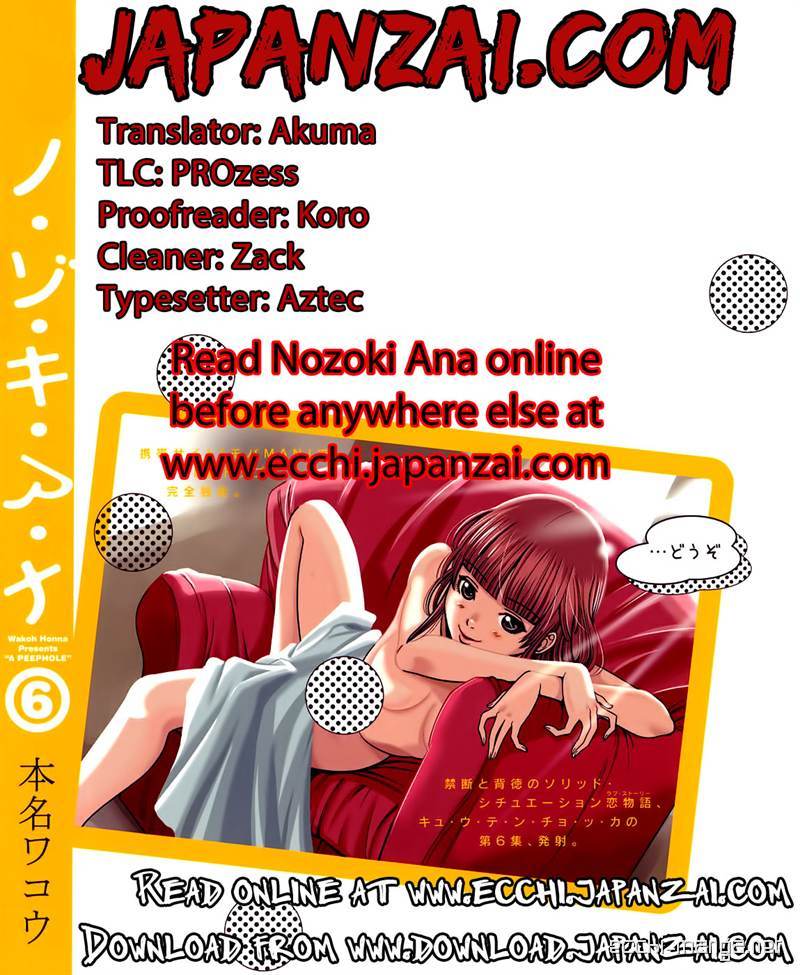 JAPANZAI.COM
Translator: Akuma
TLC: PROzess
Proofreader: Koro
Cleaner: Zack
Typesetter: Aztec
Read Nozoki Ana online
before anywhere else at
www.ecchi.japanzai.com
ノ・ゾ・キ・ア・ナ
Wakoh Honna
Presents
"A PEEPHOLE"
6
本名ワコウ
…どうぞ
禁断と背徳のソリッド・
シチュエーション恋物語、
ラブ・ストーリー
キュ・ウ・テ・ン・チョ・ッ・カの
第6集、発射。
READ ONLINE AT WWW.ECCHI.JAPANZAI.COM
DOWNLOAD FROM WWW.DOWNLOAD.JAPANZAI.COM